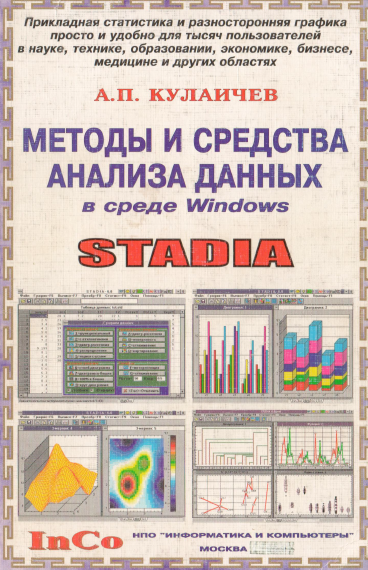 Прикладная статистика и разносторонняя графика
просто и удобно для тысяч пользователей
в науке, технике, образовании, экономике, бизнесе,
медицине и других областях
А.П. КУЛАИЧЕВ
МЕТОДЫ И СРЕДСТВА
АНАЛИЗА ДАННЫХ
в среде Windows
STADIA
InCo
НПО "ИНФОРМАТИКА И КОМПЬЮТЕРЫ"
МОСКВА